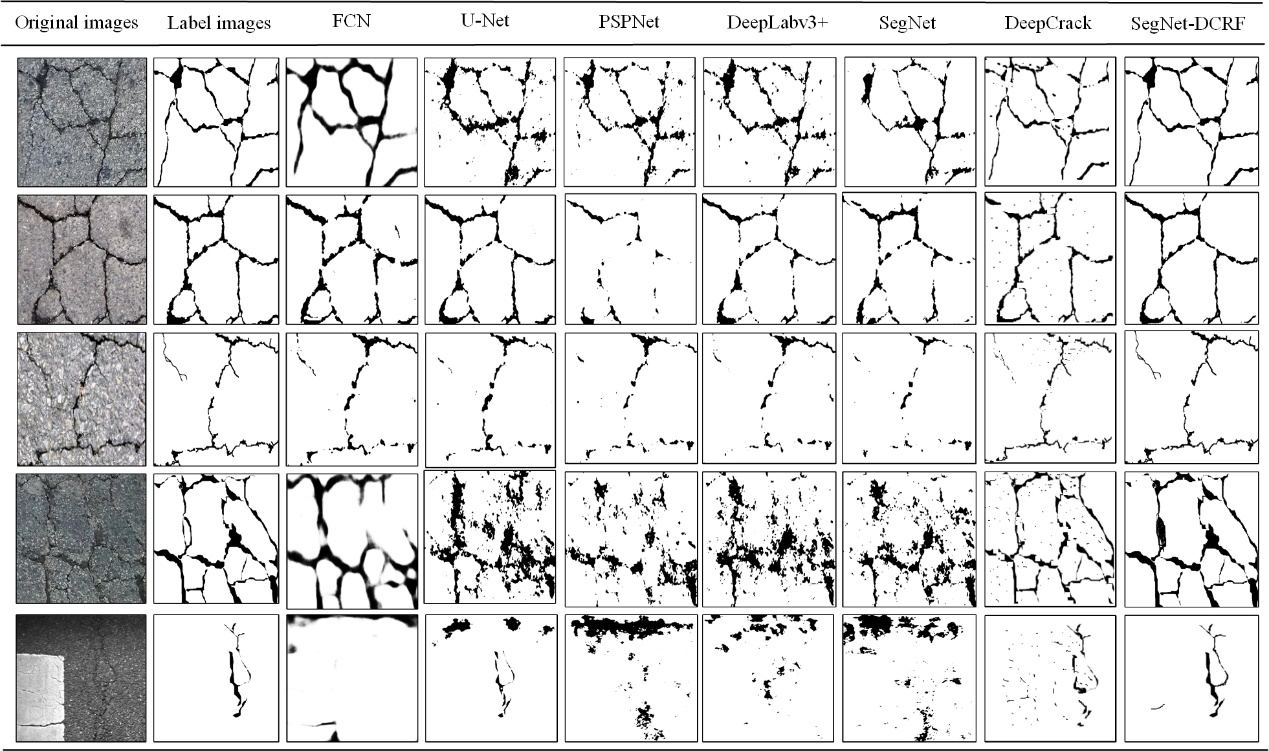 Original images Label images FCN U-Net PSPNet DeepLabv3+ SegNet DeepCrack SegNet-DCRF